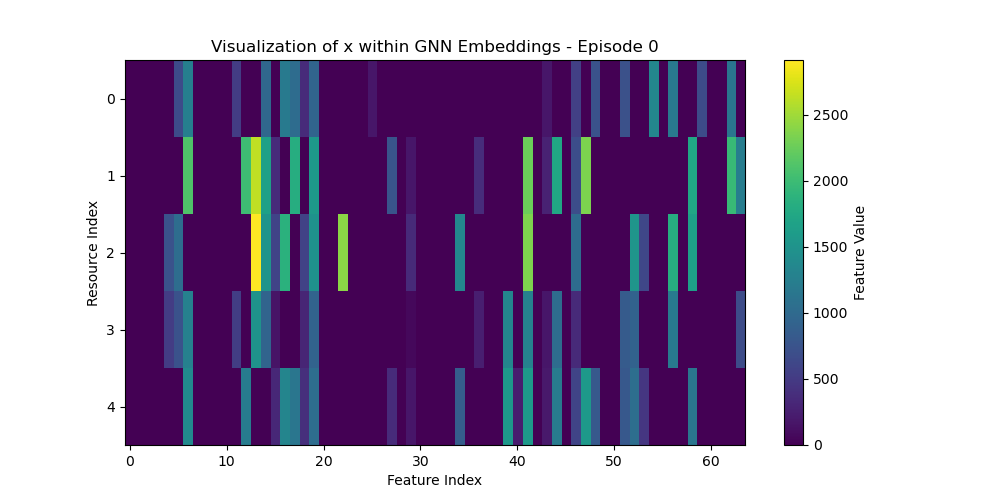 Visualization of x within GNN Embeddings - Episode 0
Resource Index
0
1
2
3
4
0 10 20 30 40 50 60
Feature Index
2500
2000
1500
1000
500
0
Feature Value